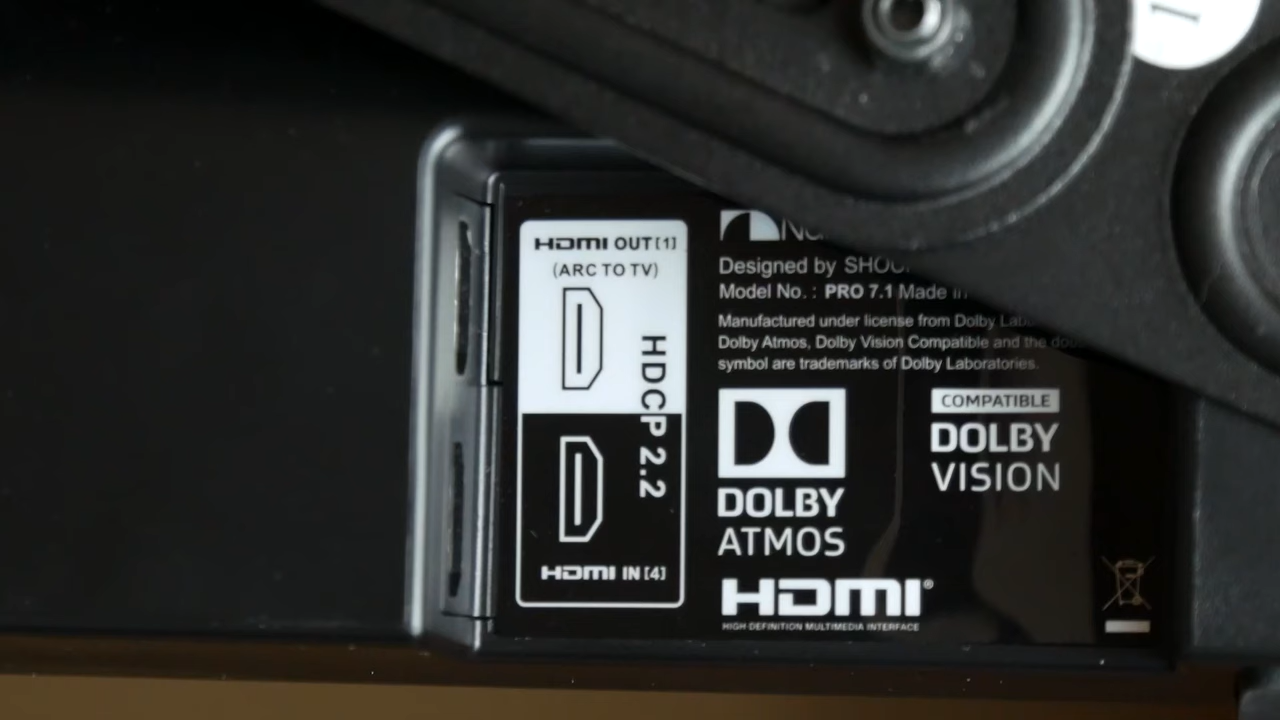 1
HDMI OUT [1]
(ARC TO TV)
HDCP 2.2
HDMI IN [4]
Designed by
Model No. : PRO 7.1 Made in
Manufactured under license from Dolby
Dolby Atmos, Dolby Vision Compatible and the
symbol are trademarks of Dolby Laboratories.
DOLBY
ATMOS
COMPATIBLE
DOLBY
VISION
HDMI®
HIGH-DEFINITION MULTIMEDIA INTERFACE